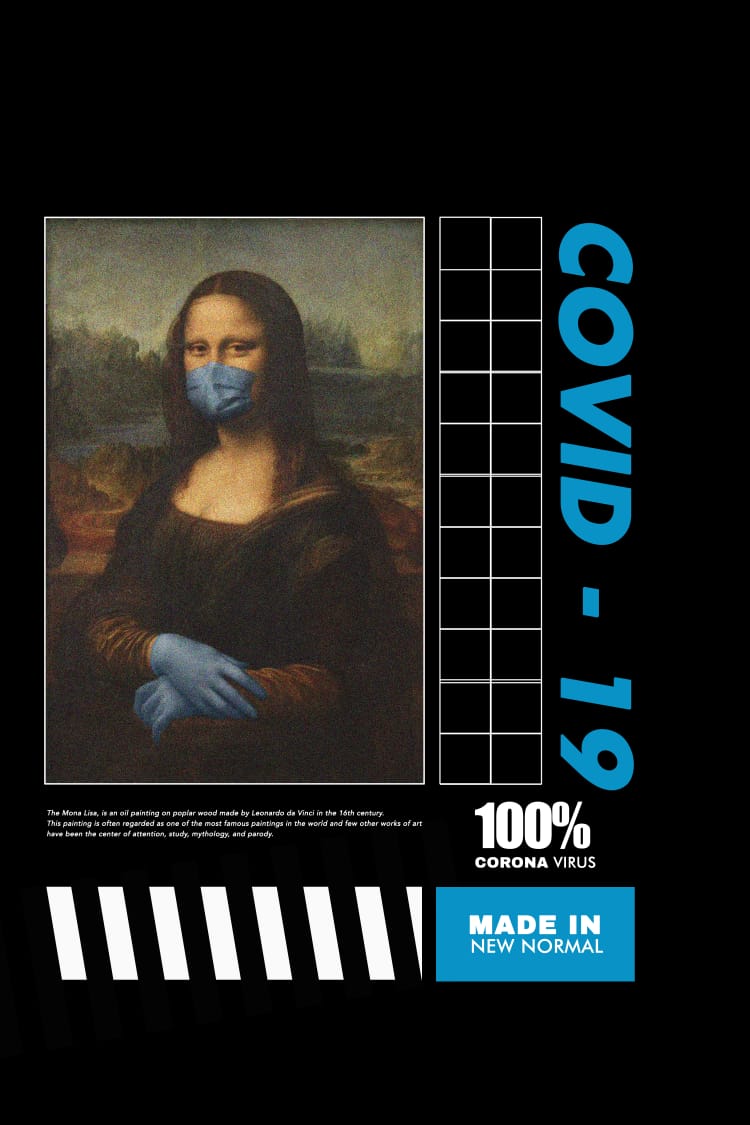 COVID - 19
The Mona Lisa, is an oil painting on poplar wood made by Leonardo da Vinci in the 16th century.
This painting is often regarded as one of the most famous paintings in the world and few other works of art
have been the center of attention, study, mythology, and parody.
100%
CORONA VIRUS
MADE IN
NEW NORMAL